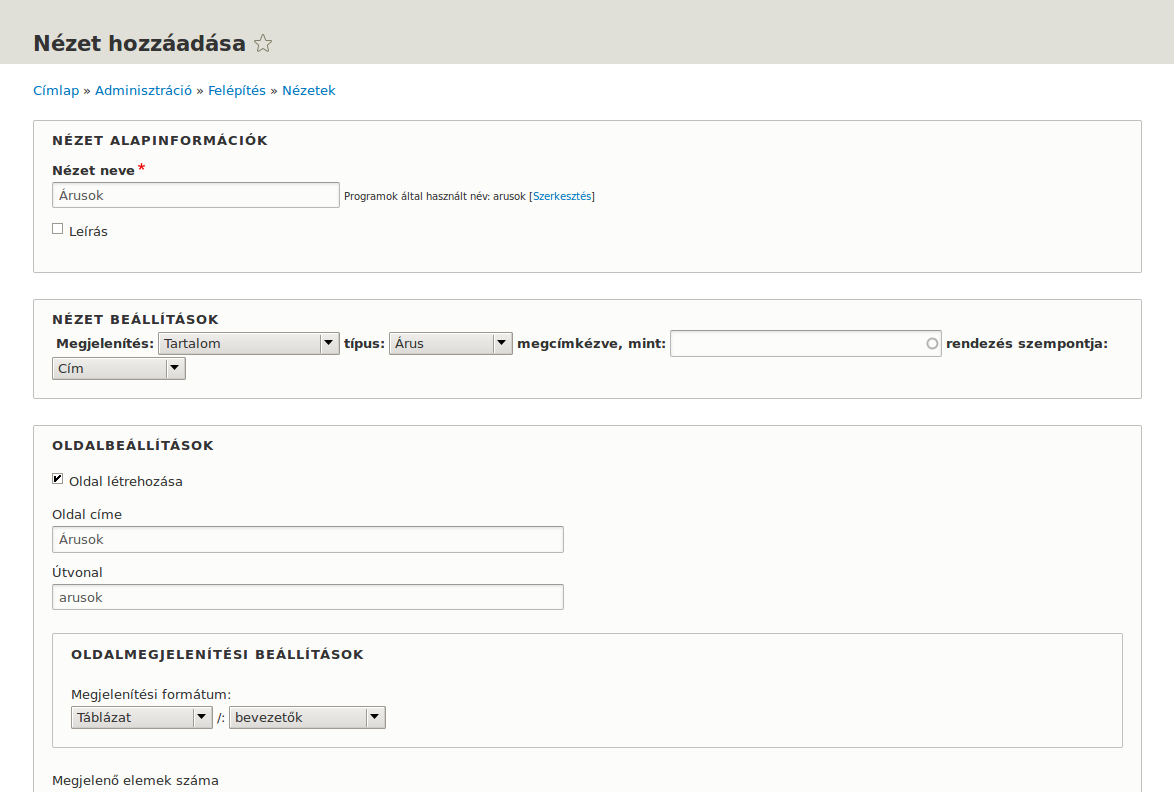 Nézet hozzáadása
Címlap » Adminisztráció » Felépítés » Nézetek
NÉZET ALAPINFORMÁCIÓK
Nézet neve *
Árusok Programok által használt név: arusok [Szerkesztés]
Leírás
NÉZET BEÁLLÍTÁSOK
Megjelenítés: Tartalom típus: Árus megcímkézve, mint: rendezés szempontja:
Cím
OLDALBEÁLLÍTÁSOK
Oldal létrehozása
Oldal címe
Árusok
Útvonal
arusok
OLDALMEGJELENÍTÉSI BEÁLLÍTÁSOK
Megjelenítési formátum:
Táblázat /: bevezetők
Megjelenő elemek száma